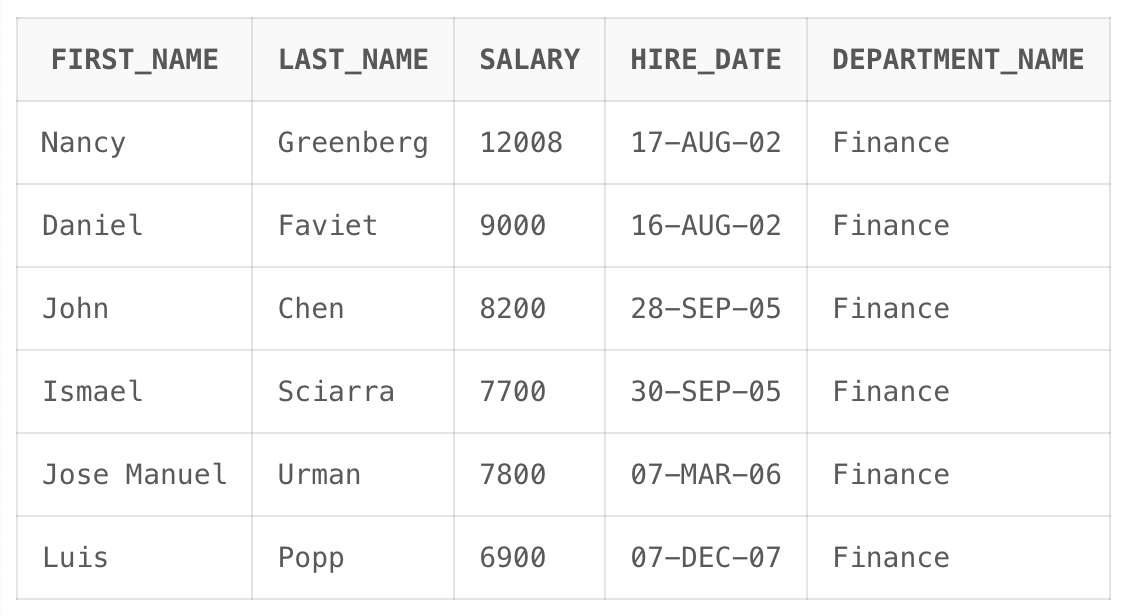 FIRST_NAME LAST_NAME SALARY HIRE_DATE DEPARTMENT_NAME
Nancy Greenberg 12008 17-AUG-02 Finance
Daniel Faviet 9000 16-AUG-02 Finance
John Chen 8200 28-SEP-05 Finance
Ismael Sciarra 7700 30-SEP-05 Finance
Jose Manuel Urman 7800 07-MAR-06 Finance
Luis Popp 6900 07-DEC-07 Finance